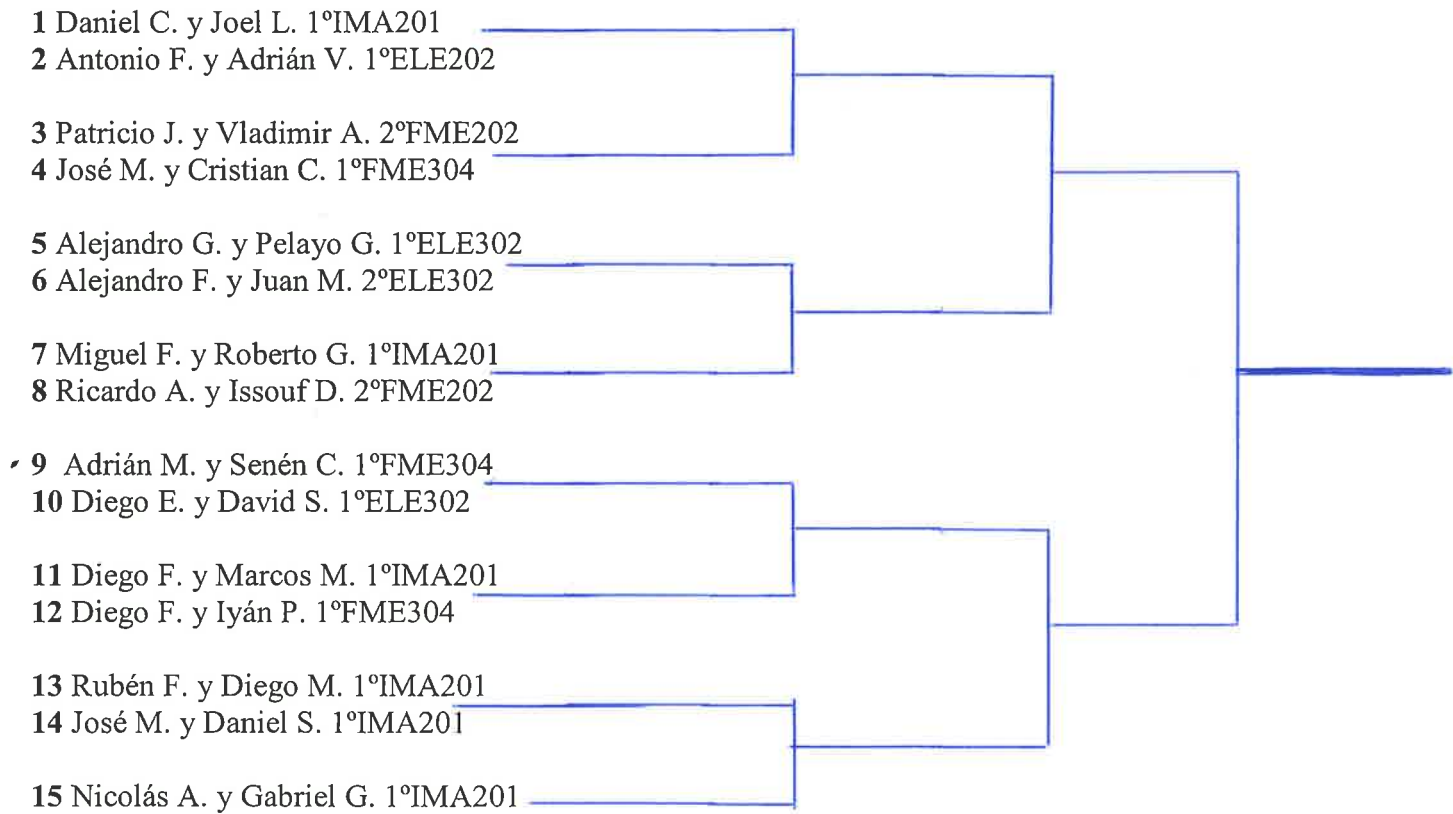 1 Daniel C. y Joel L. 1ºIMA201
2 Antonio F. y Adrián V. 1ºELE202
3 Patricio J. y Vladimir A. 2ºFME202
4 José M. y Cristian C. 1ºFME304
5 Alejandro G. y Pelayo G. 1ºELE302
6 Alejandro F. y Juan M. 2ºELE302
7 Miguel F. y Roberto G. 1ºIMA201
8 Ricardo A. y Issouf D. 2ºFME202
9 Adrián M. y Senén C. 1ºFME304
10 Diego E. y David S. 1ºELE302
11 Diego F. y Marcos M. 1ºIMA201
12 Diego F. y Iyán P. 1ºFME304
13 Rubén F. y Diego M. 1ºIMA201
14 José M. y Daniel S. 1ºIMA201
15 Nicolás A. y Gabriel G. 1ºIMA201